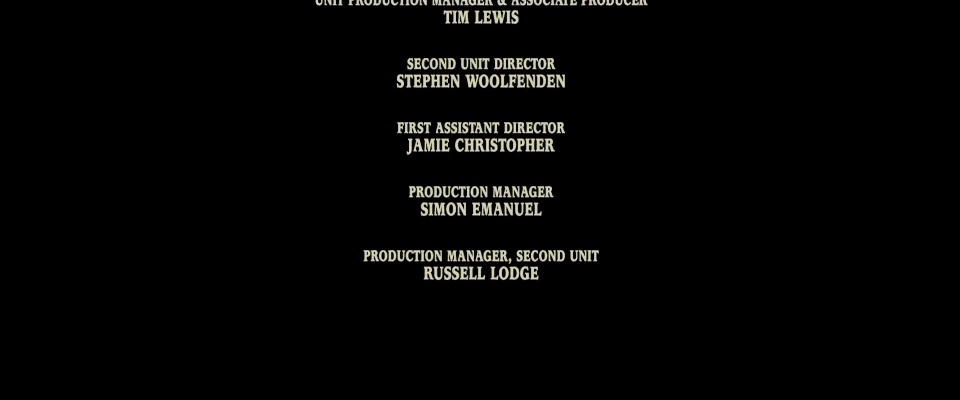 UNIT PRODUCTION MANAGER & ASSOCIATE PRODUCER
TIM LEWIS
SECOND UNIT DIRECTOR
STEPHEN WOOLFENDEN
FIRST ASSISTANT DIRECTOR
JAMIE CHRISTOPHER
PRODUCTION MANAGER
SIMON EMANUEL
PRODUCTION MANAGER, SECOND UNIT
RUSSELL LODGE